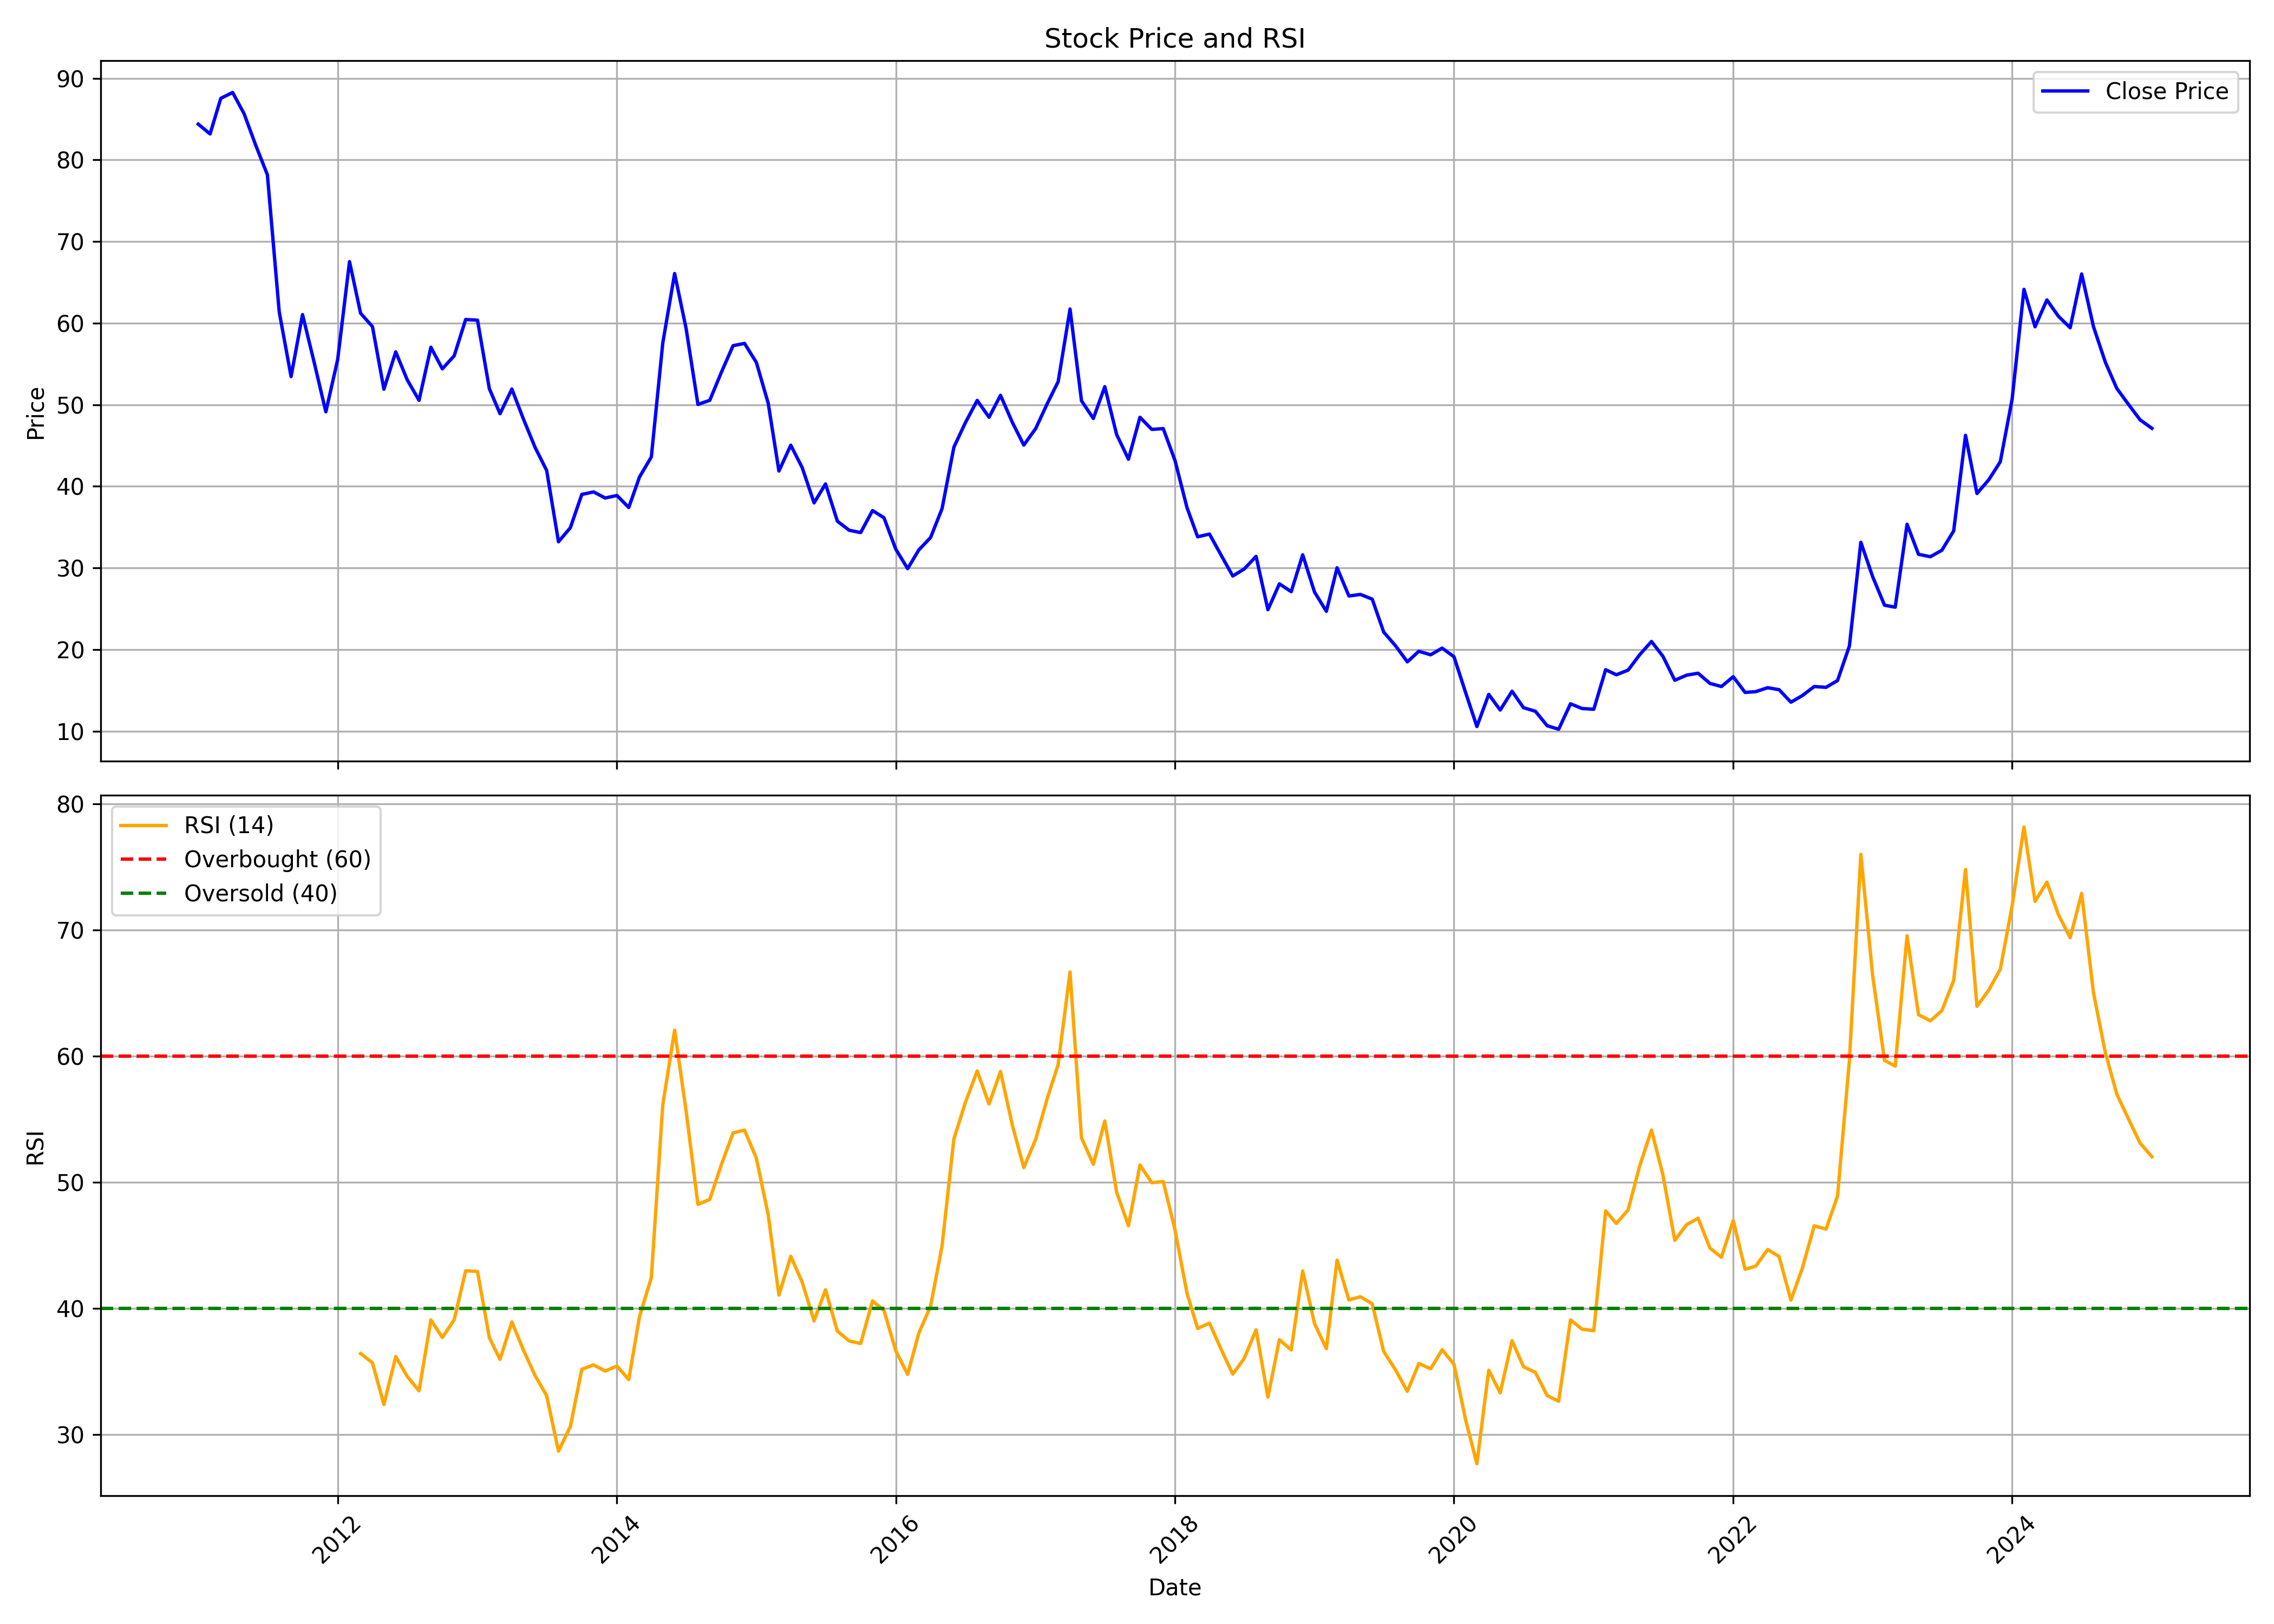 Stock Price and RSI
90
80
70
60
50
40
30
20
10
Price
Close Price
80
70
60
50
40
30
RSI
RSI (14)
Overbought (60)
Oversold (40)
2012
2014
2016
2018
2020
2022
2024
Date